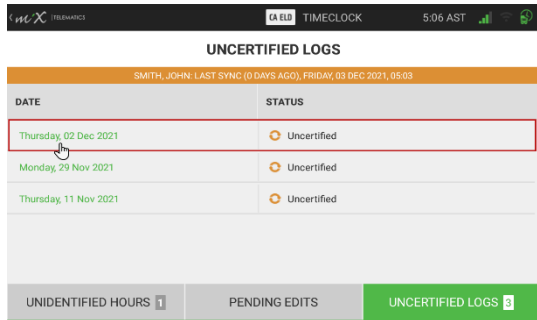 miX TELEMATICS CA ELD TIMECLOCK 5:06 AST
UNCERTIFIED LOGS
SMITH, JOHN: LAST SYNC (0 DAYS AGO), FRIDAY, 03 DEC 2021, 05:03
DATE STATUS
Thursday, 02 Dec 2021 Uncertified
Monday, 29 Nov 2021 Uncertified
Thursday, 11 Nov 2021 Uncertified
UNIDENTIFIED HOURS 1 PENDING EDITS UNCERTIFIED LOGS 3